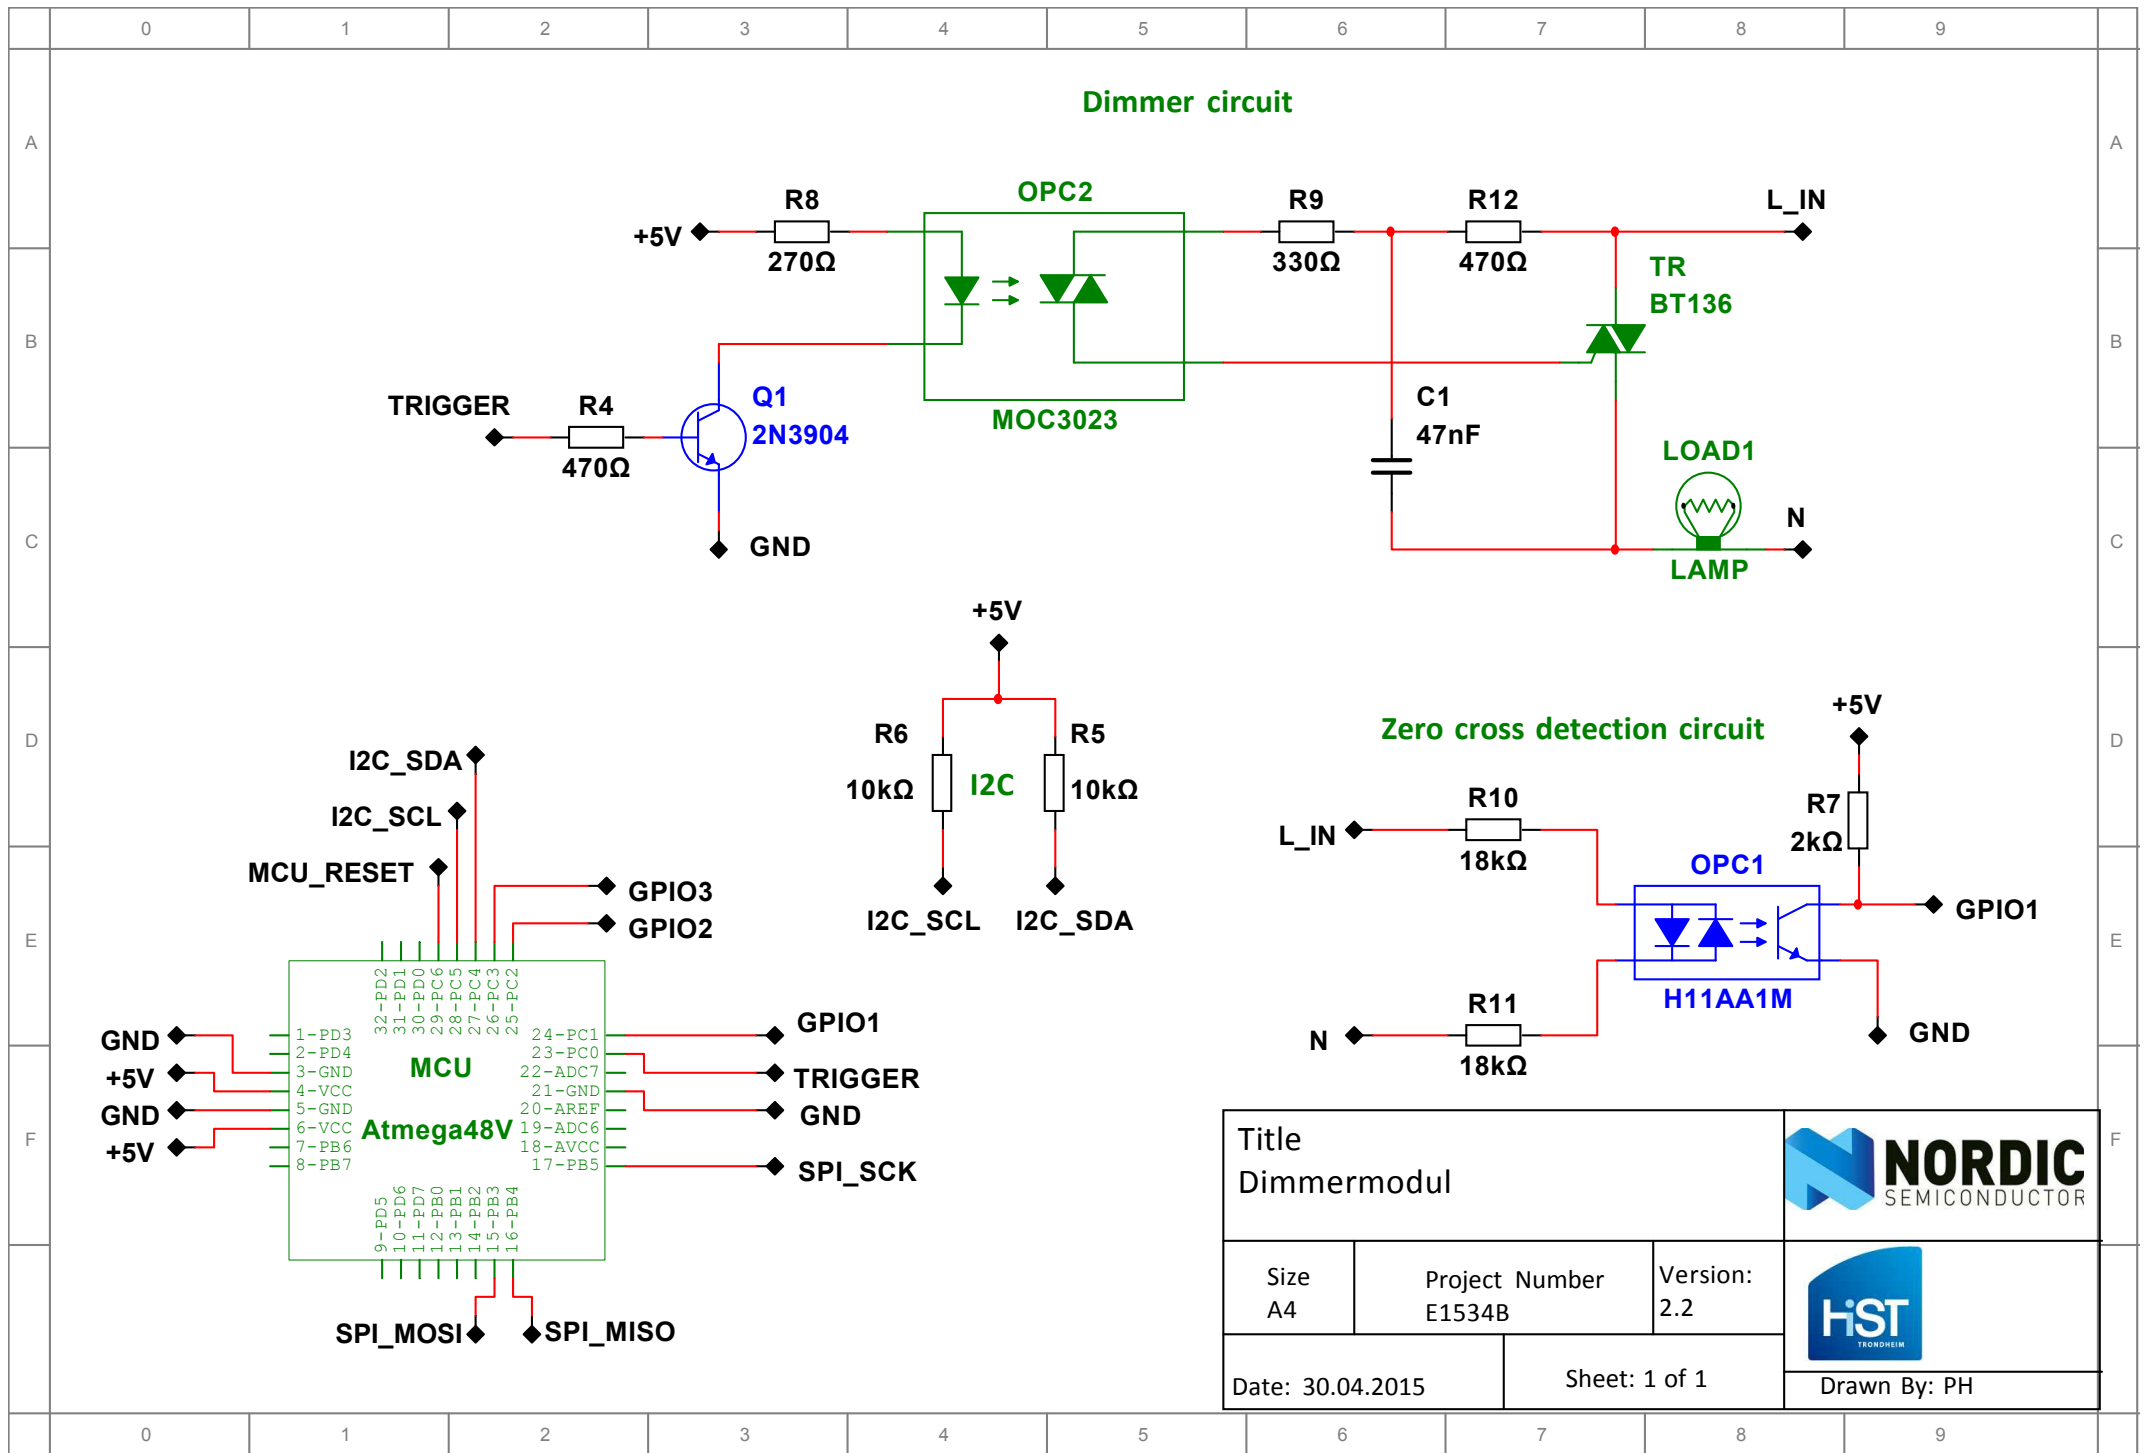 0 1 2 3 4 5 6 7 8 9
Dimmer circuit
A A
R8
OPC2
R9
R12
L_IN
+5V
270Ω
330Ω
470Ω
TR
BT136
B B
MOC3023
TRIGGER
R4
470Ω
Q1
2N3904
C1
47nF
LOAD1
N
GND
LAMP
C C
+5V
R6
R5
10kΩ
I2C
10kΩ
I2C_SCL
I2C_SDA
D D
Zero cross detection circuit
+5V
R10
R7
L_IN
18kΩ
2kΩ
OPC1
GPIO1
H11AA1M
R11
N
18kΩ
GND
E E
I2C_SDA
I2C_SCL
MCU_RESET
GPIO3
GPIO2
32-PD2
31-PD1
30-PD0
29-PC6
28-PC5
27-PC4
26-PC3
25-PC2
GND
+5V
GND
+5V
1-PD3
2-PD4
3-GND
4-VCC
5-GND
6-VCC
7-PB6
8-PB7
MCU
Atmega48V
24-PC1
23-PC0
22-ADC7
21-GND
20-AREF
19-ADC6
18-AVCC
17-PB5
GPIO1
TRIGGER
GND
SPI_SCK
9-PD5
10-PD6
11-PD7
12-PB0
13-PB1
14-PB2
15-PB3
16-PB4
SPI_MOSI
SPI_MISO
F F
Title
Dimmermodul
NORDIC
SEMICONDUCTOR
Size
A4
Project Number
E1534B
Version:
2.2
HiST
TRONDHEIM
Date: 30.04.2015
Sheet: 1 of 1
Drawn By: PH
0 1 2 3 4 5 6 7 8 9